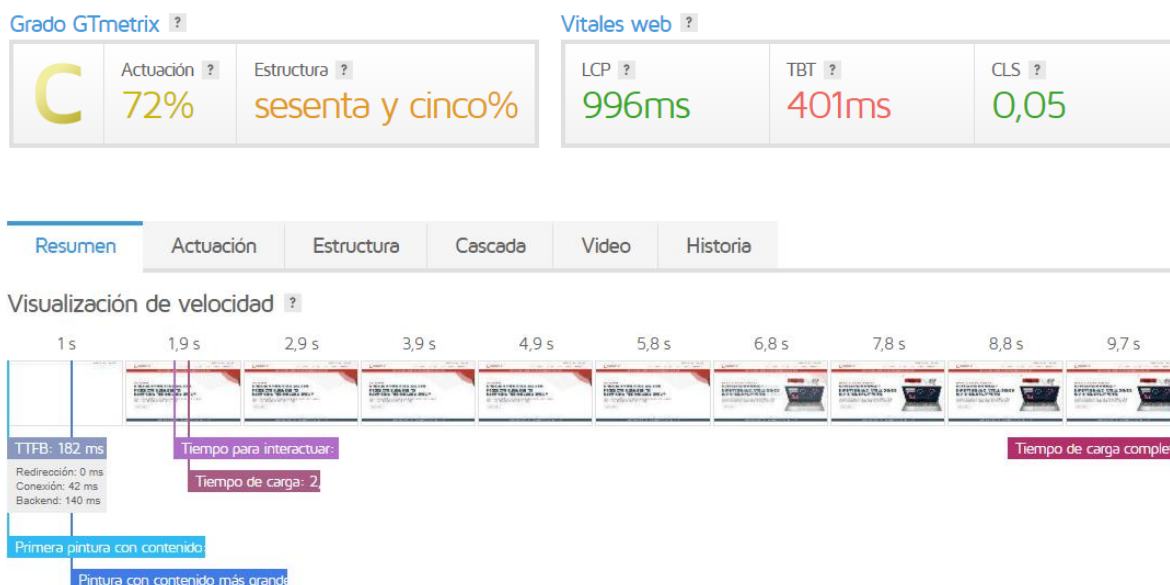 Grado GTmetrix ?
Vitales web ?
C
Actuación ?
72%
Estructura ?
sesenta y cinco%
LCP ?
996ms
TBT ?
401ms
CLS ?
0,05
Resumen
Actuación
Estructura
Cascada
Video
Historia
Visualización de velocidad ?
1 s
1,9 s
2,9 s
3,9 s
4,9 s
5,8 s
6,8 s
7,8 s
8,8 s
9,7 s
TTFB: 182 ms
Redirección: 0 ms
Conexión: 42 ms
Backend: 140 ms
Tiempo para interactuar:
Tiempo de carga: 2,
Tiempo de carga comple
Primera pintura con contenido:
Pintura con contenido más grande